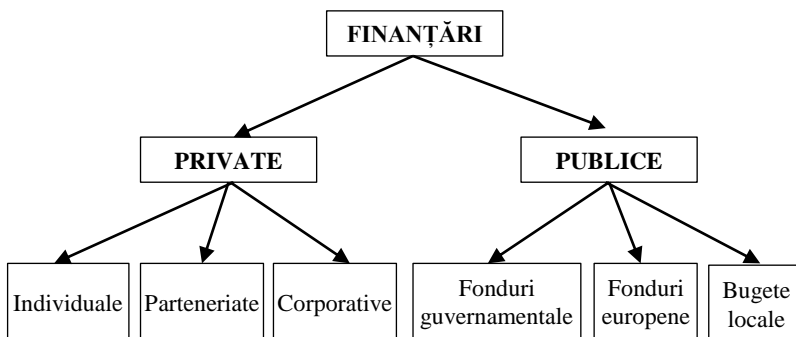 FINANȚĂRI
PRIVATE
PUBLICE
Individuale
Parteneriate
Corporative
Fonduri
guvernamentale
Fonduri
europene
Bugete
locale